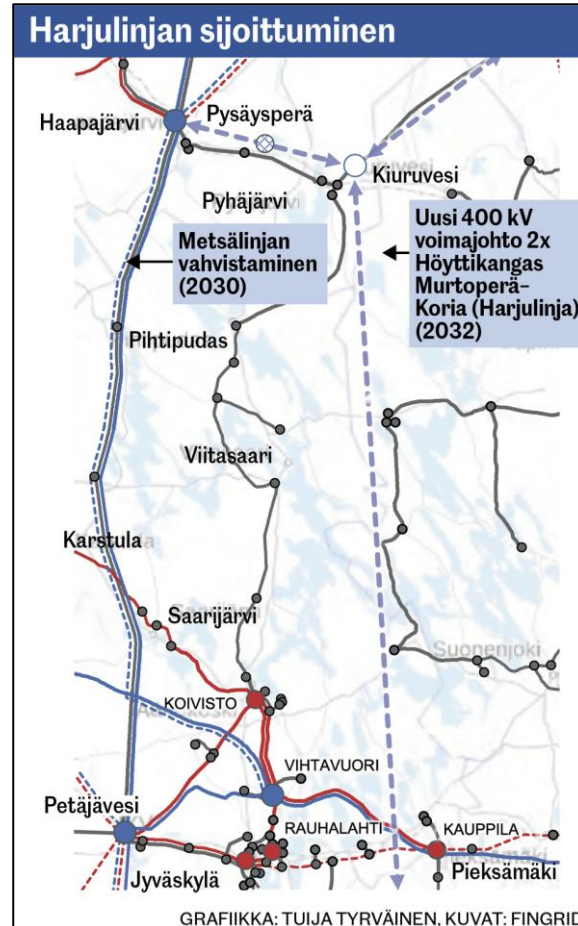 Harjulinjan sijoittuminen
Haapajärvi
Pysäysperä
Kiuruvesi
Pyhäjärvi
Metsälinjan
vahvistaminen
(2030)
Uusi 400 kV
voimajohto 2x
Höyttikangas
Murtoperä–
Koria (Harjulinja)
(2032)
Pihtipudas
Viitasaari
Karstula
Saarijärvi
Suonenjoki
KOIVISTO
VIHTAVUORI
Petäjävesi
RAUHALAHTI
KAUPPILA
Jyväskylä
Pieksämäki
GRAFIIKKA: TUIJA TYRVÄINEN, KUVAT: FINGRID